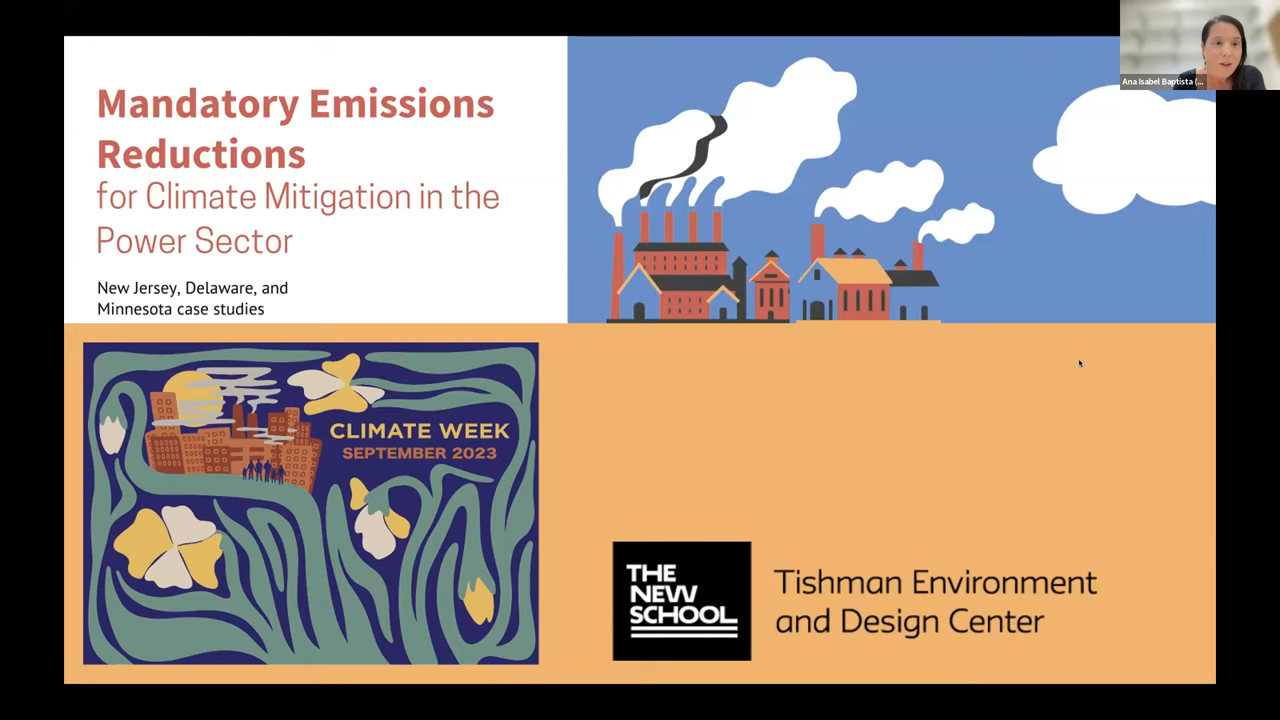 Mandatory Emissions
Reductions
for Climate Mitigation in the
Power Sector
New Jersey, Delaware, and
Minnesota case studies
Ana Isabel Baptista (...
CLIMATE WEEK
SEPTEMBER 2023
THE
NEW
SCHOOL
Tishman Environment
and Design Center